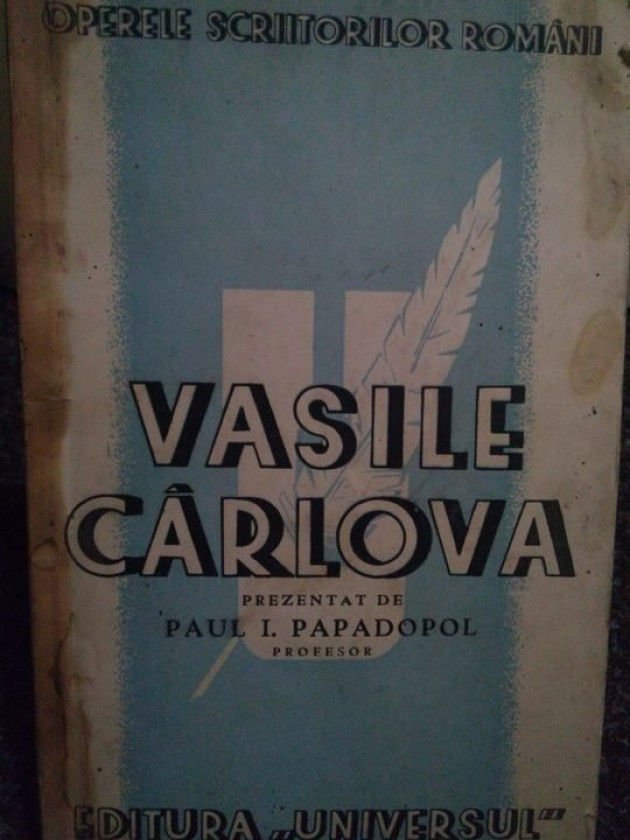 OPERELE SCRIITORILOR ROMÂNI
VASILE
CÂRLOVA
PREZENTAT DE
PAUL I. PAPADOPOL
PROFESOR
EDITURA „UNIVERSUL"